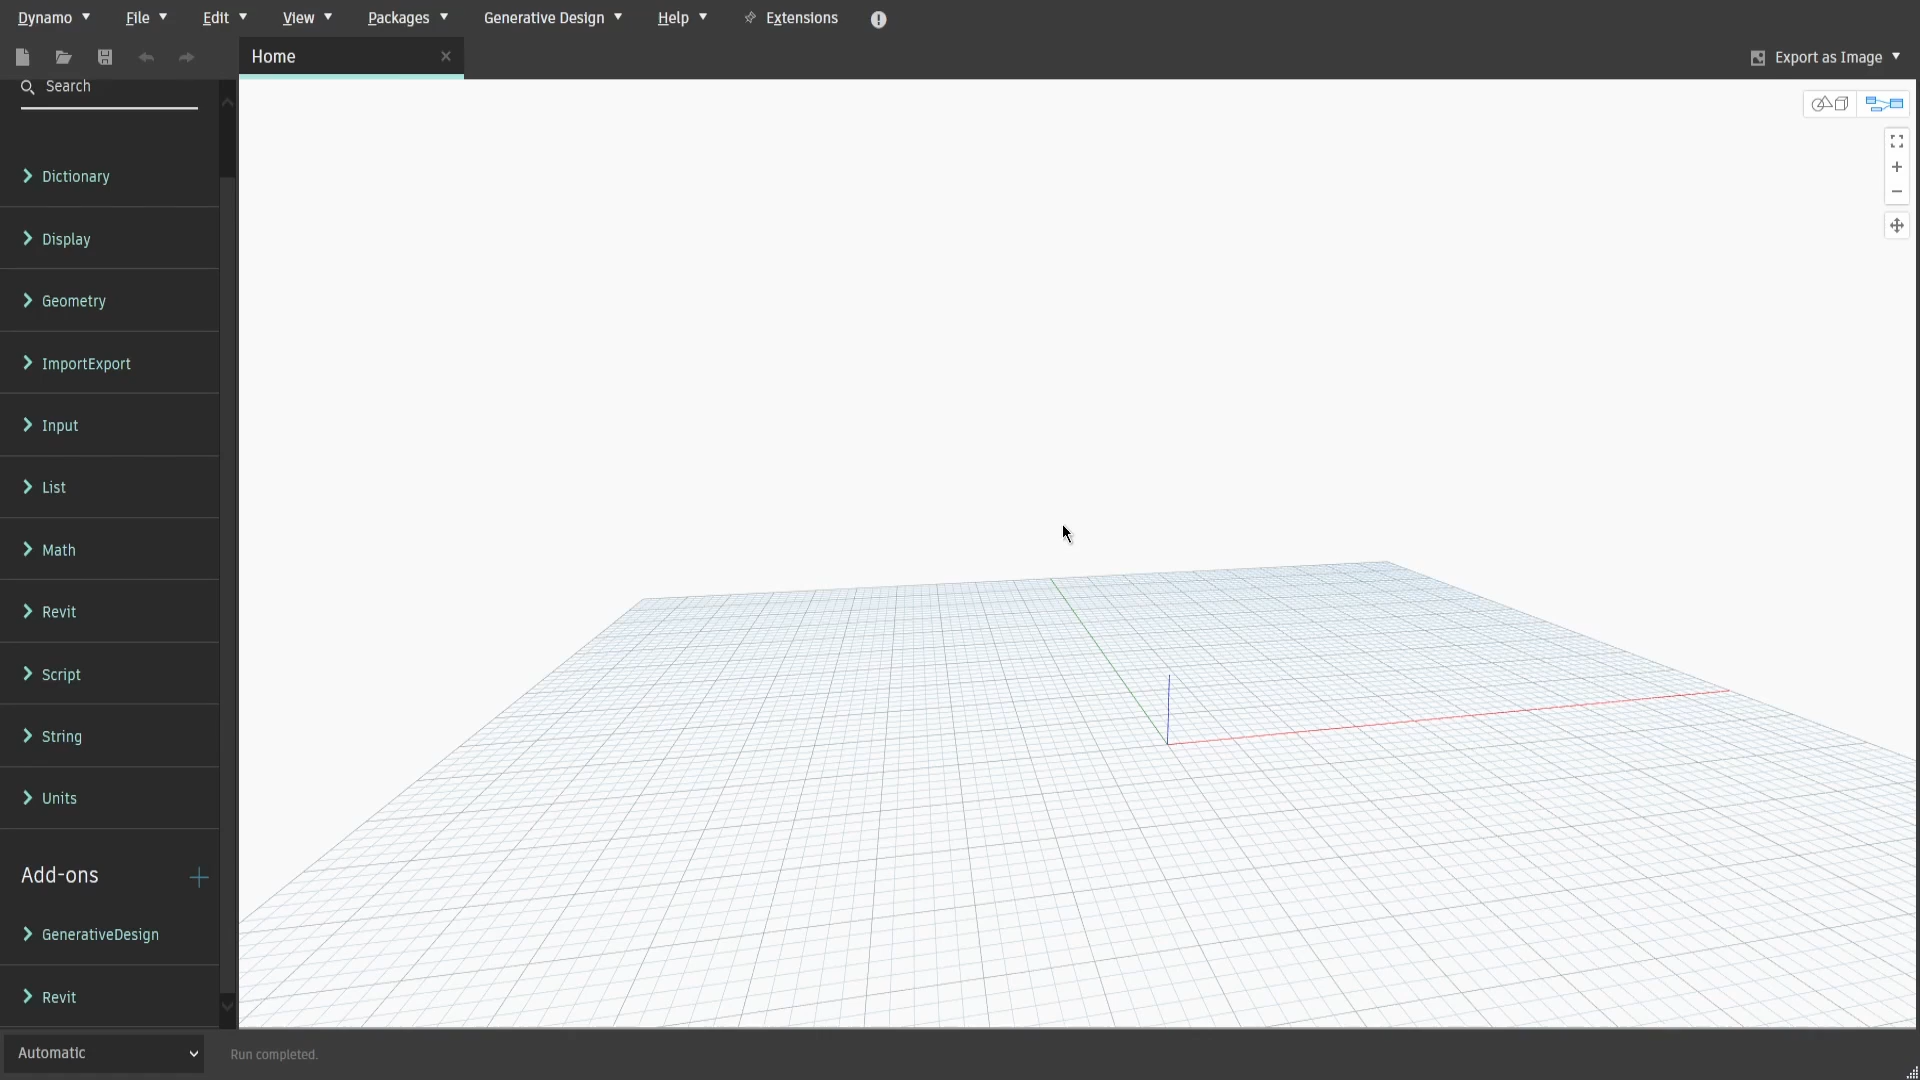 Dynamo File Edit View Packages Generative Design Help Extensions
Home
Export as Image
Search
Dictionary
Display
Geometry
ImportExport
Input
List
Math
Revit
Script
String
Units
Add-ons
GenerativeDesign
Revit
Automatic
Run completed.